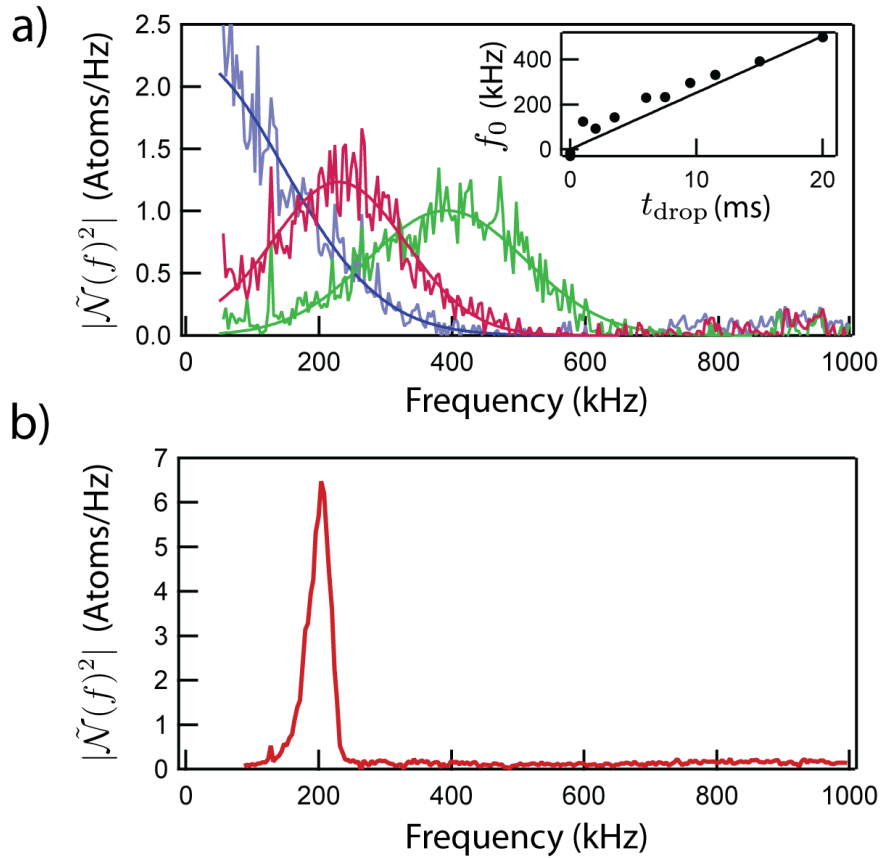 a)
|Ñ(f)²| (Atoms/Hz)
2.5
2.0
1.5
1.0
0.5
0.0
0 200 400 600 800 1000
Frequency (kHz)
f₀ (kHz)
400
200
0
0 10 20
t_drop (ms)
b)
|Ñ(f)²| (Atoms/Hz)
7
6
5
4
3
2
1
0
0 200 400 600 800 1000
Frequency (kHz)